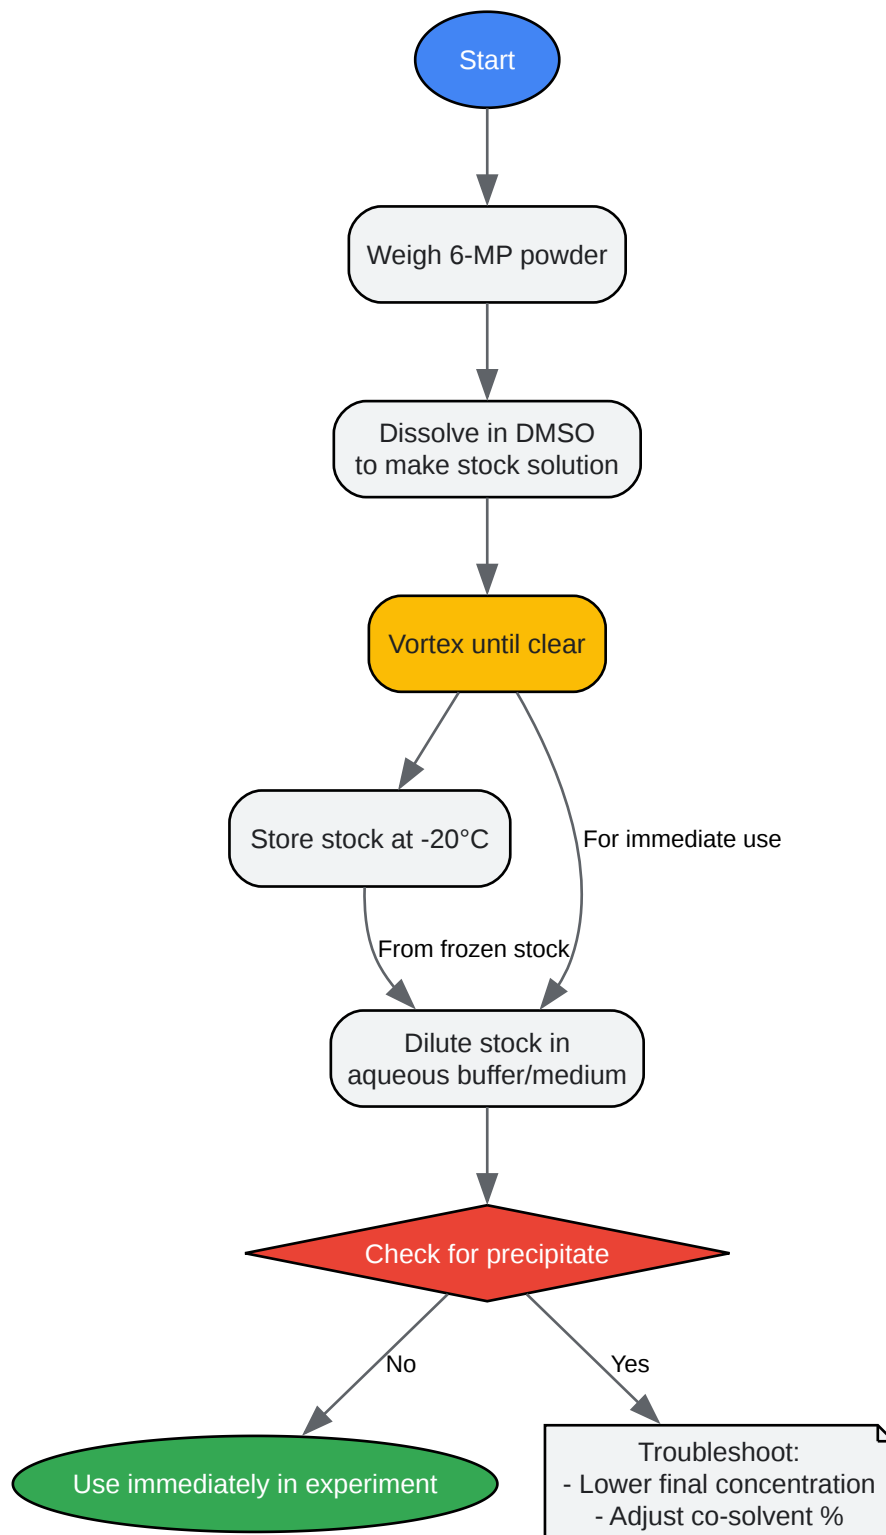 Start
Weigh 6-MP powder
Dissolve in DMSO
to make stock solution
Vortex until clear
Store stock at -20°C
For immediate use
From frozen stock
Dilute stock in
aqueous buffer/medium
Check for precipitate
No
Yes
Use immediately in experiment
Troubleshoot:
- Lower final concentration
- Adjust co-solvent %